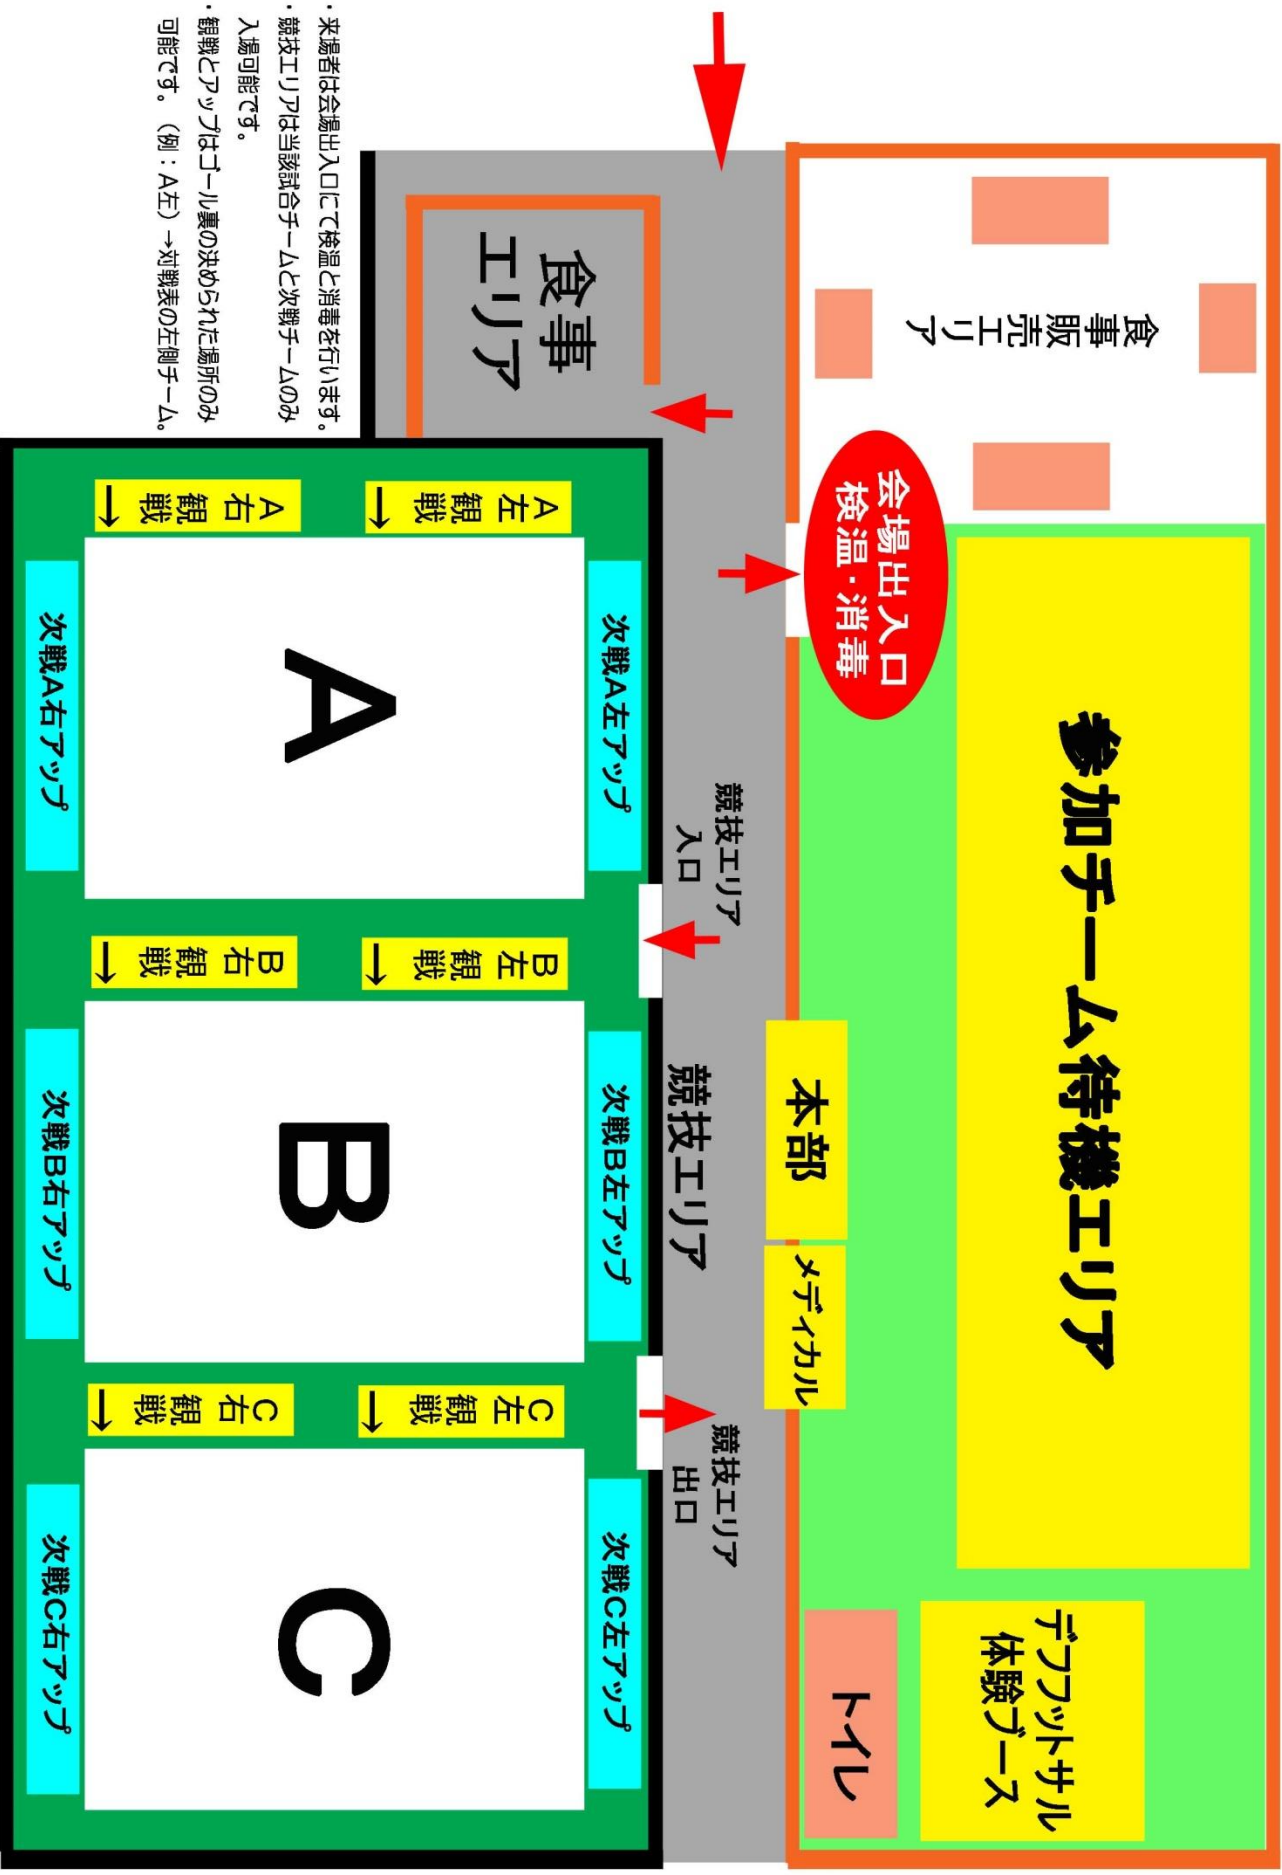 食事販売エリア
会場出入口
検温・消毒
参加チーム待機エリア
デフフットサル
体験ブース
トイレ
本部
メディカル
食事
エリア
競技エリア
入口
競技エリア
競技エリア
出口
A左
観戦
→
A右
観戦
→
次戦A左アップ
A
次戦A右アップ
B左
観戦
→
B右
観戦
→
次戦B左アップ
B
次戦B右アップ
C左
観戦
→
C右
観戦
→
次戦C左アップ
C
次戦C右アップ
・来場者は会場出入口にて検温と消毒を行います。
・競技エリアは当該試合チームと次戦チームのみ
入場可能です。
・観戦とアップはゴール裏の決められた場所のみ
可能です。（例：A左）→対戦表の左側チーム。